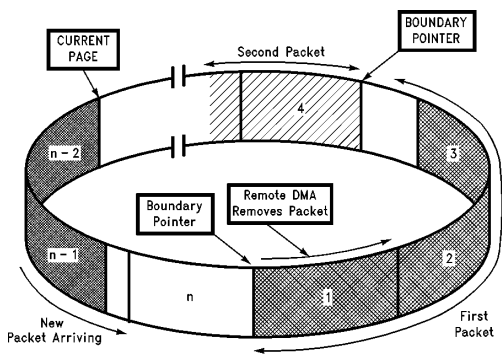 Second Packet
BOUNDARY
POINTER
CURRENT
PAGE
4
n-2
3
Boundary
Pointer
Remote DMA
Removes Packet
n-1
n
1
2
New
Packet Arriving
First
Packet